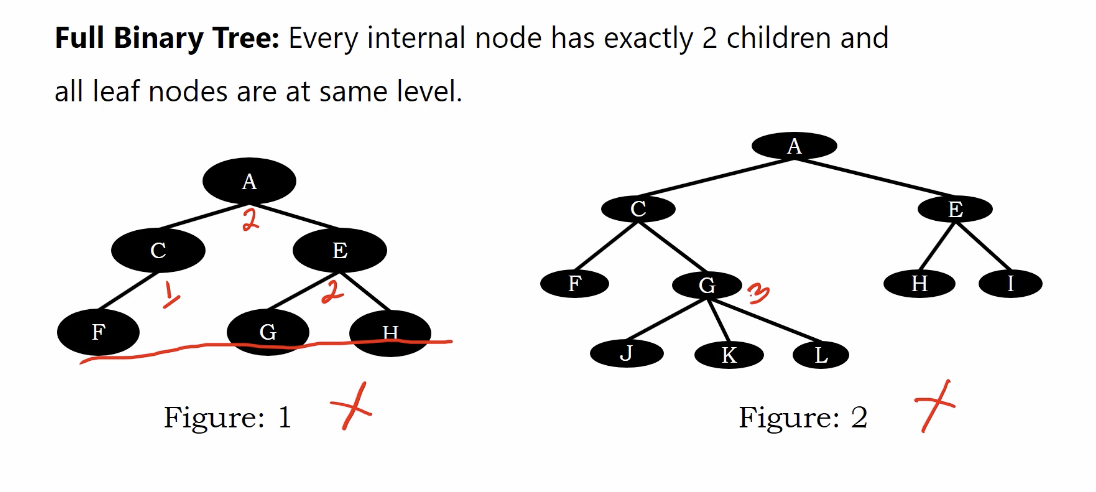 Full Binary Tree: Every internal node has exactly 2 children and
all leaf nodes are at same level.
A
2
C
E
1
2
F
G
H
Figure: 1
A
C
E
F
G
3
H
I
J
K
L
Figure: 2